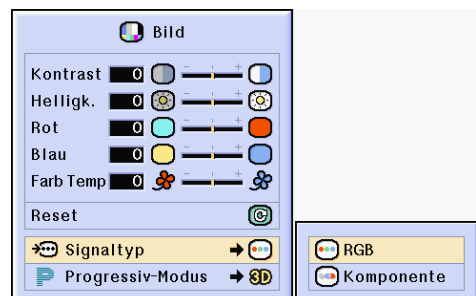 Bild
Kontrast 0
Helligk. 0
Rot 0
Blau 0
Farb Temp 0
Reset
Signaltyp
Progressiv-Modus 3D
RGB
Komponente